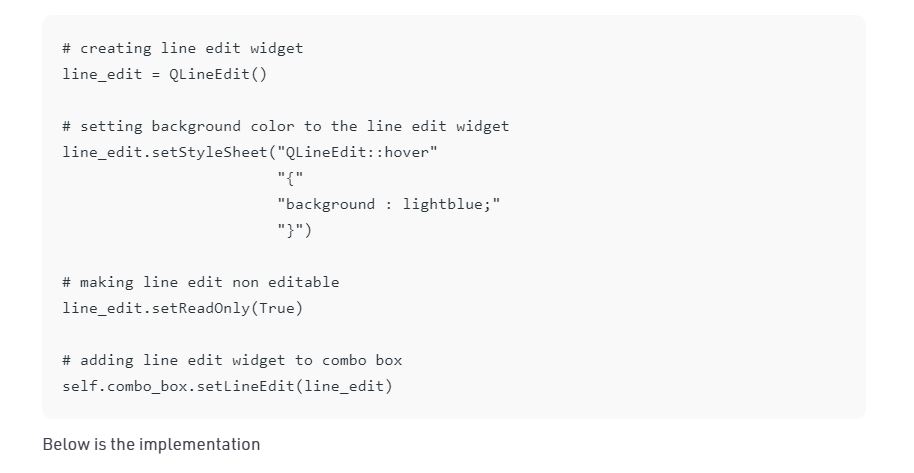 # creating line edit widget
line_edit = QLineEdit()
# setting background color to the line edit widget
line_edit.setStyleSheet("QLineEdit::hover"
"{"
"background : lightblue;"
"}")
# making line edit non editable
line_edit.setReadOnly(True)
# adding line edit widget to combo box
self.combo_box.setLineEdit(line_edit)
Below is the implementation